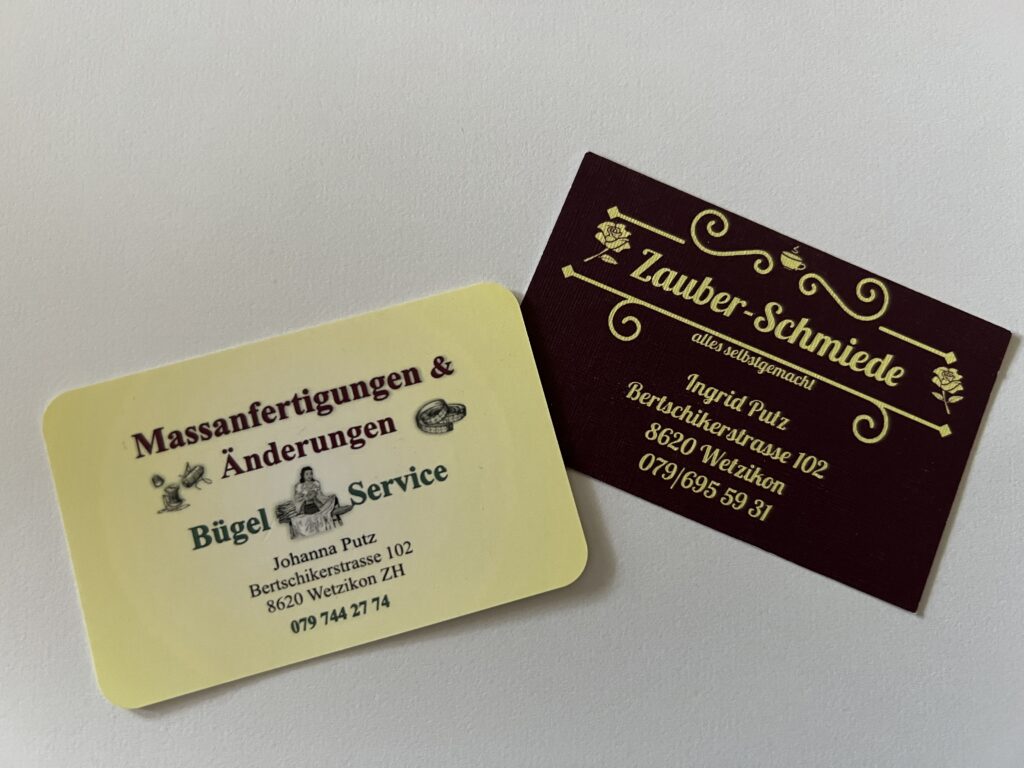 Massanfertigungen &
Änderungen
Bügel Service
Johanna Putz
Bertschikerstrasse 102
8620 Wetzikon ZH
079 744 27 74
Zauber-Schmiede
alles selbstgemacht
Ingrid Putz
Bertschikerstrasse 102
8620 Wetzikon
079/695 59 31